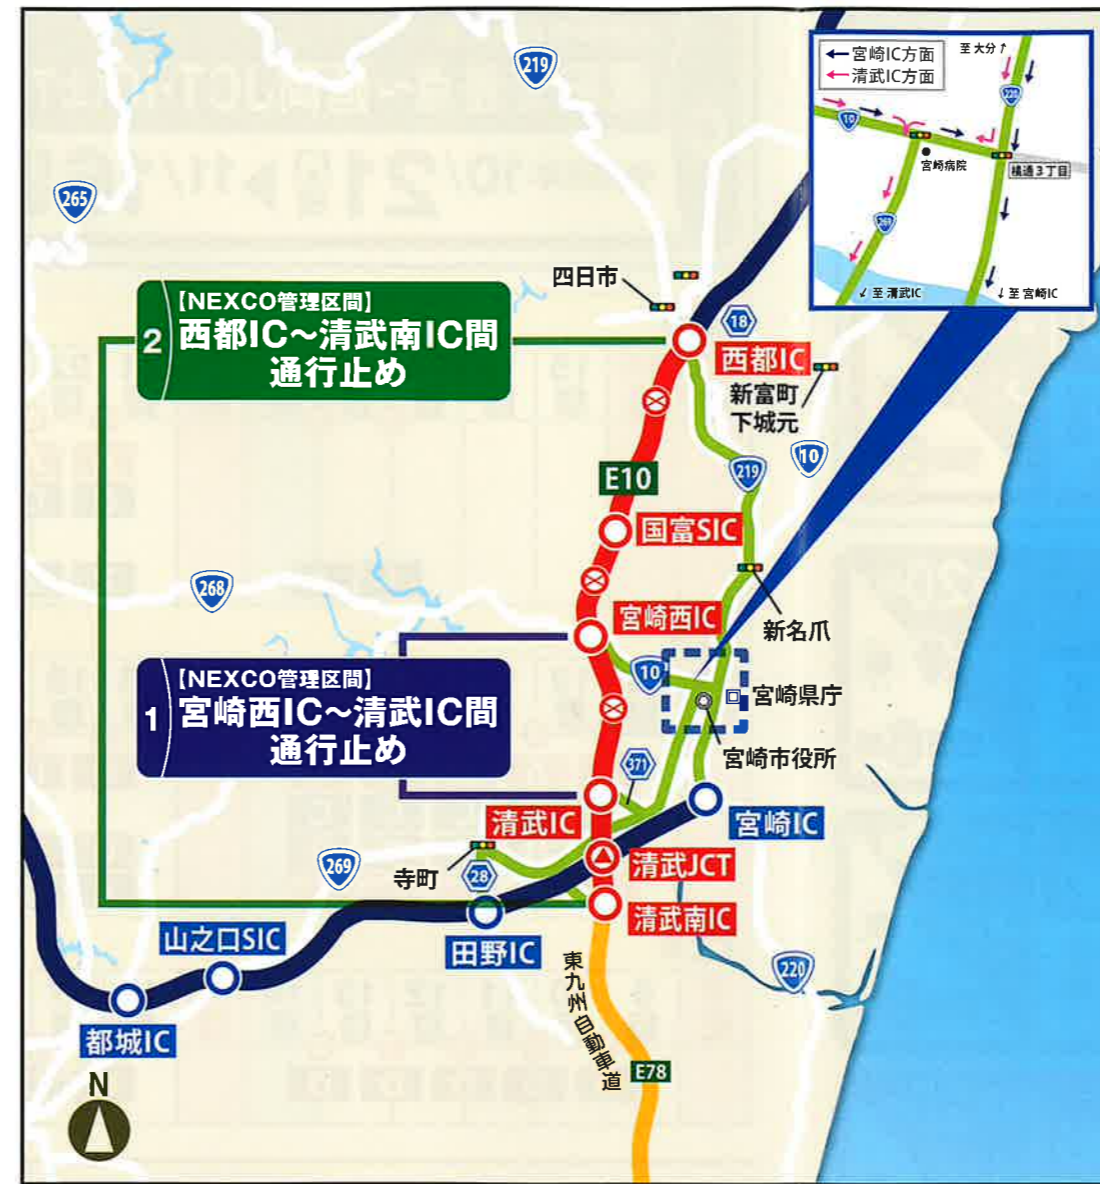 219
265
←宮崎IC方面
←清武IC方面
至 大分↑
220
10
宮崎病院
橘通3丁目
269
↙至 清武IC
↓至 宮崎IC
四日市
2
【NEXCO管理区間】
西都IC～清武南IC間
通行止め
18
西都IC
新富町
下城元
E10
219
10
国富SIC
268
宮崎西IC
新名爪
1
【NEXCO管理区間】
宮崎西IC～清武IC間
通行止め
10
宮崎県庁
宮崎市役所
371
清武IC
宮崎IC
269
寺町
28
清武JCT
清武南IC
山之口SIC
田野IC
220
都城IC
東九州自動車道
E78
N